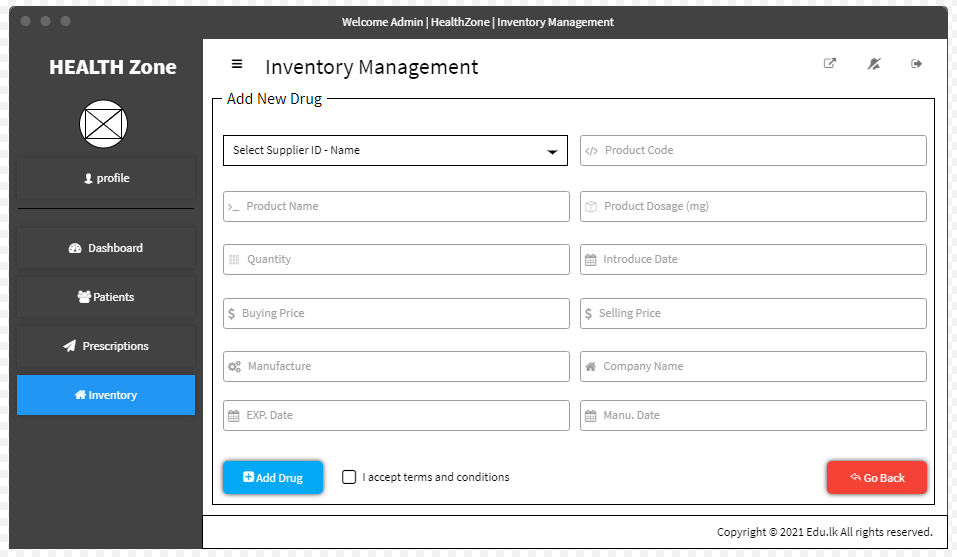 Welcome Admin | HealthZone | Inventory Management
HEALTH Zone
profile
Dashboard
Patients
Prescriptions
Inventory
Inventory Management
Add New Drug
Select Supplier ID - Name
</> Product Code
>_ Product Name
Product Dosage (mg)
Quantity
Introduce Date
$ Buying Price
$ Selling Price
Manufacture
Company Name
EXP. Date
Manu. Date
Add Drug
I accept terms and conditions
Go Back
Copyright © 2021 Edu.lk All rights reserved.